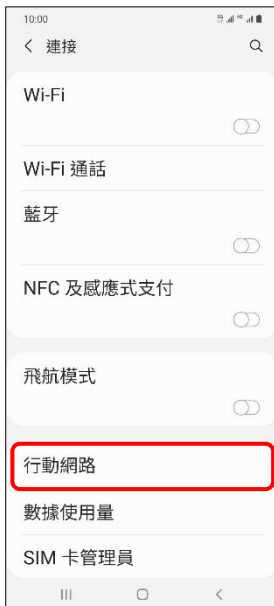 10:00
連接
Wi-Fi
Wi-Fi 通話
藍牙
NFC 及感應式支付
飛航模式
行動網路
數據使用量
SIM 卡管理員